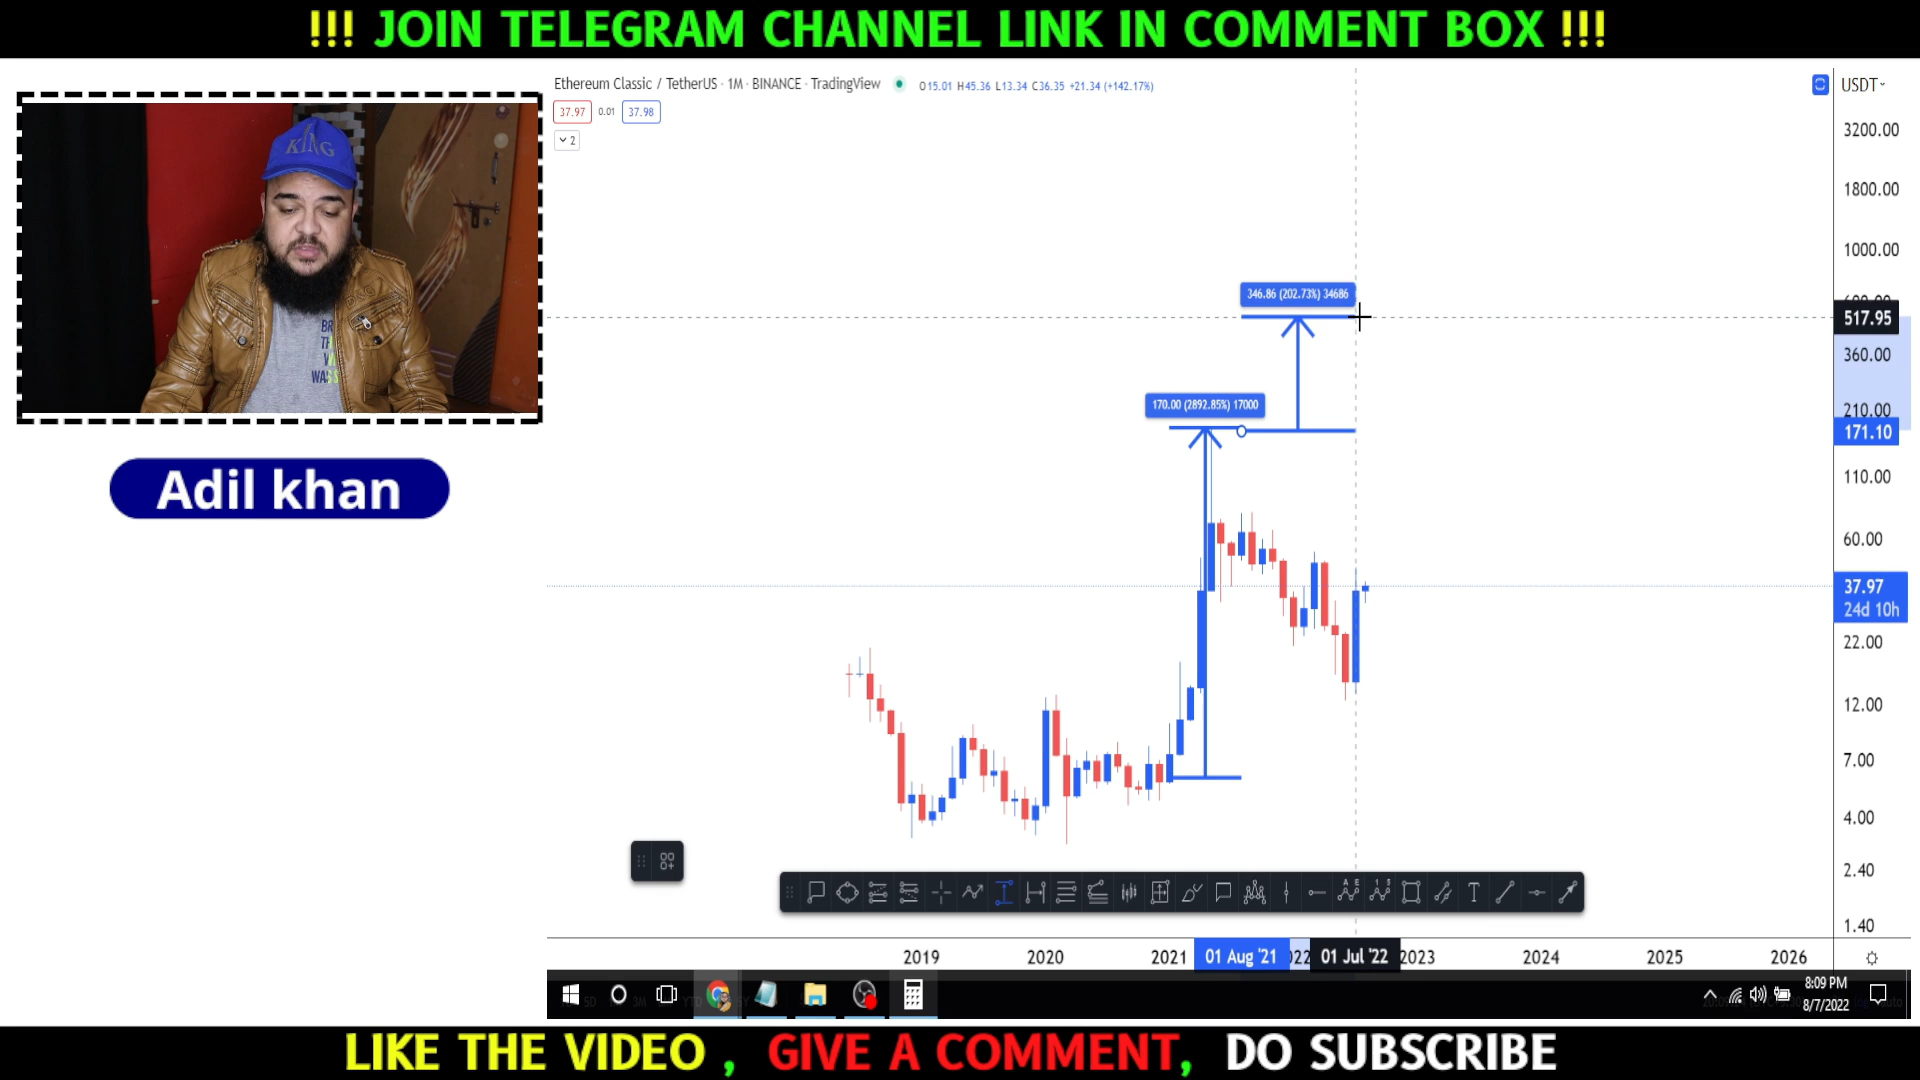 !!! JOIN TELEGRAM CHANNEL LINK IN COMMENT BOX !!!
Ethereum Classic / TetherUS · 1M · BINANCE · TradingView
O15.01 H45.36 L13.34 C36.35 +21.34 (+142.17%)
USDT
37.97 0.01 37.98
2
KING
Adil khan
346.86 (202.73%) 34686
170.00 (2892.85%) 17000
3200.00
1800.00
1000.00
517.95
360.00
210.00
171.10
110.00
60.00
37.97
24d 10h
22.00
12.00
7.00
4.00
2.40
1.40
2019 2020 2021 01 Aug '21 01 Jul '22 2023 2024 2025 2026
8:09 PM
8/7/2022
LIKE THE VIDEO , GIVE A COMMENT, DO SUBSCRIBE